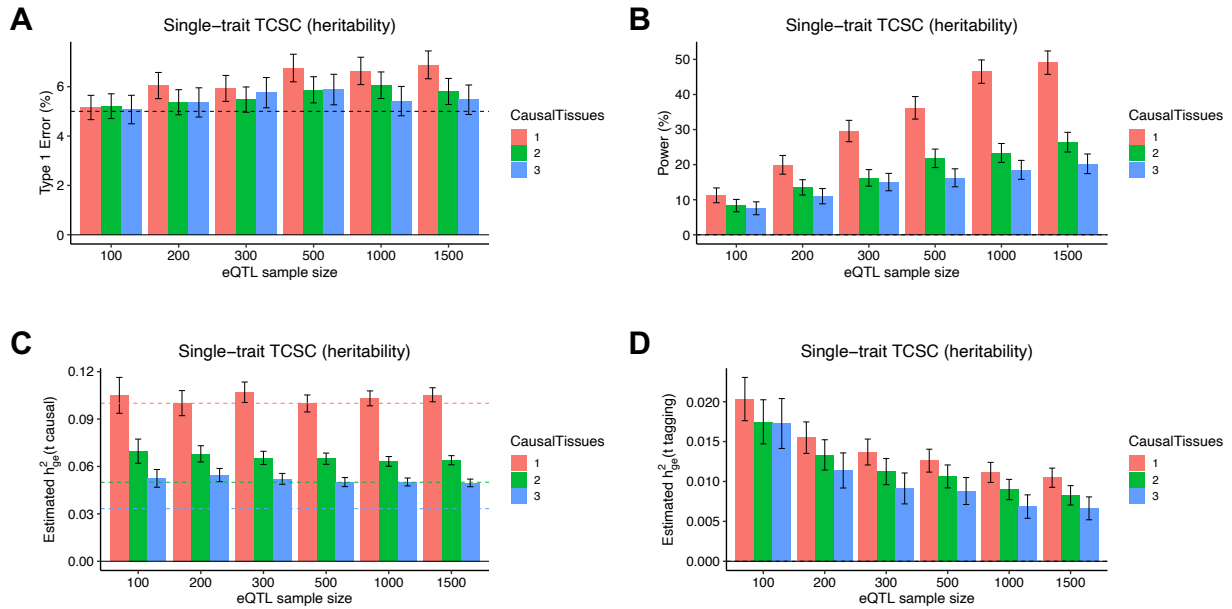 A
Single−trait TCSC (heritability)
Type 1 Error (%)
6
4
2
0
100 200 300 500 1000 1500
eQTL sample size
CausalTissues
1
2
3
B
Single−trait TCSC (heritability)
Power (%)
50
40
30
20
10
0
100 200 300 500 1000 1500
eQTL sample size
CausalTissues
1
2
3
C
Single−trait TCSC (heritability)
Estimated h²ge(t causal)
0.12
0.09
0.06
0.03
0.00
100 200 300 500 1000 1500
eQTL sample size
CausalTissues
1
2
3
D
Single−trait TCSC (heritability)
Estimated h²ge(t tagging)
0.020
0.015
0.010
0.005
0.000
100 200 300 500 1000 1500
eQTL sample size
CausalTissues
1
2
3